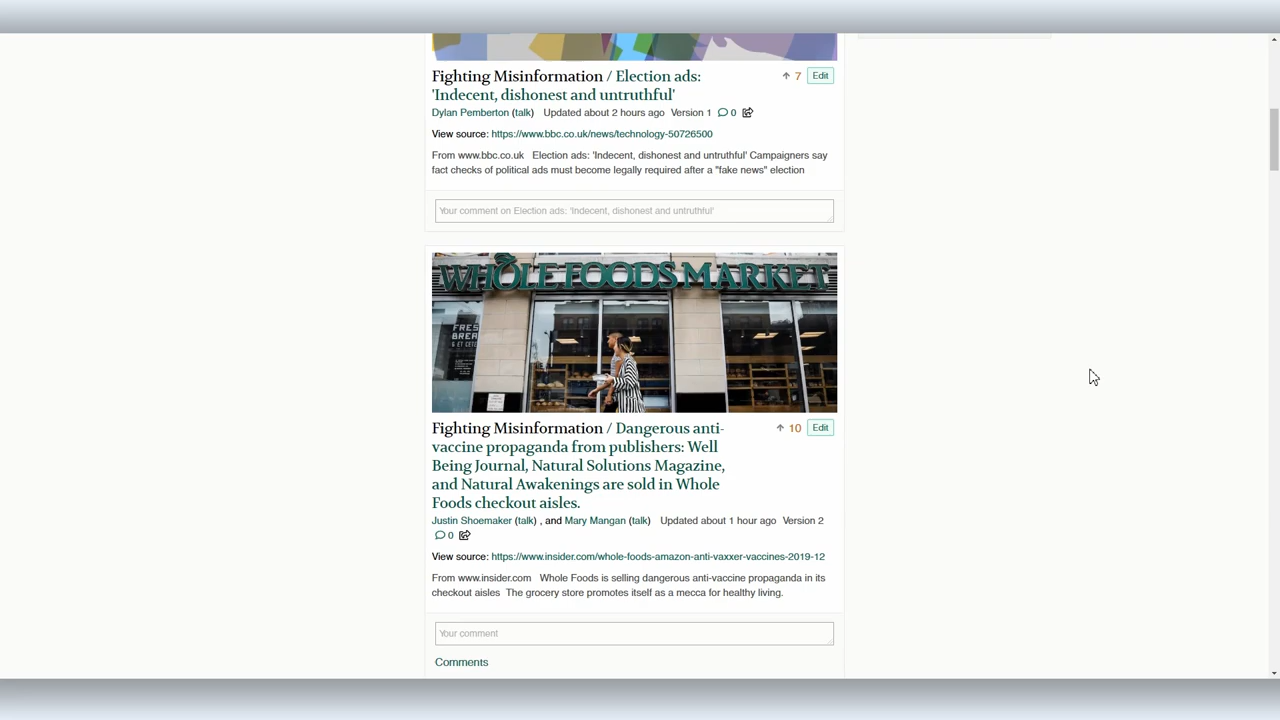 Fighting Misinformation / Election ads:
'Indecent, dishonest and untruthful'
7
Edit
Dylan Pemberton (talk) Updated about 2 hours ago Version 1 0
View source: https://www.bbc.co.uk/news/technology-50726500
From www.bbc.co.uk Election ads: 'Indecent, dishonest and untruthful' Campaigners say
fact checks of political ads must become legally required after a "fake news" election
Your comment on Election ads: 'Indecent, dishonest and untruthful'
WHOLE FOODS MARKET
FRES
BREA
Fighting Misinformation / Dangerous anti-
vaccine propaganda from publishers: Well
Being Journal, Natural Solutions Magazine,
and Natural Awakenings are sold in Whole
Foods checkout aisles.
10
Edit
Justin Shoemaker (talk) , and Mary Mangan (talk) Updated about 1 hour ago Version 2
0
View source: https://www.insider.com/whole-foods-amazon-anti-vaxxer-vaccines-2019-12
From www.insider.com Whole Foods is selling dangerous anti-vaccine propaganda in its
checkout aisles The grocery store promotes itself as a mecca for healthy living.
Your comment
Comments